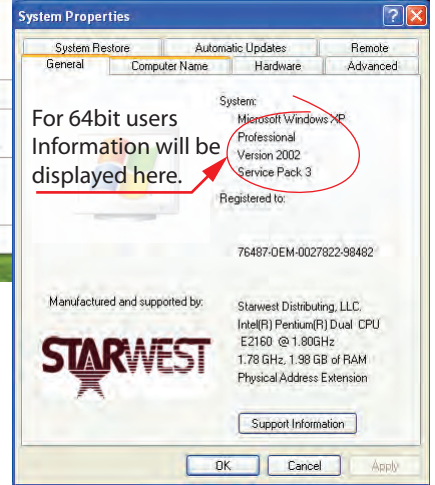 System Properties
System Restore Automatic Updates Remote
General Computer Name Hardware Advanced
For 64bit users
Information will be
displayed here.
System:
Microsoft Windows XP
Professional
Version 2002
Service Pack 3
Registered to:
76487-OEM-0027822-98482
Manufactured and supported by:
STARWEST
Starwest Distributing, LLC.
Intel(R) Pentium(R) Dual CPU
E2160 @ 1.80GHz
1.78 GHz, 1.98 GB of RAM
Physical Address Extension
Support Information
OK Cancel Apply